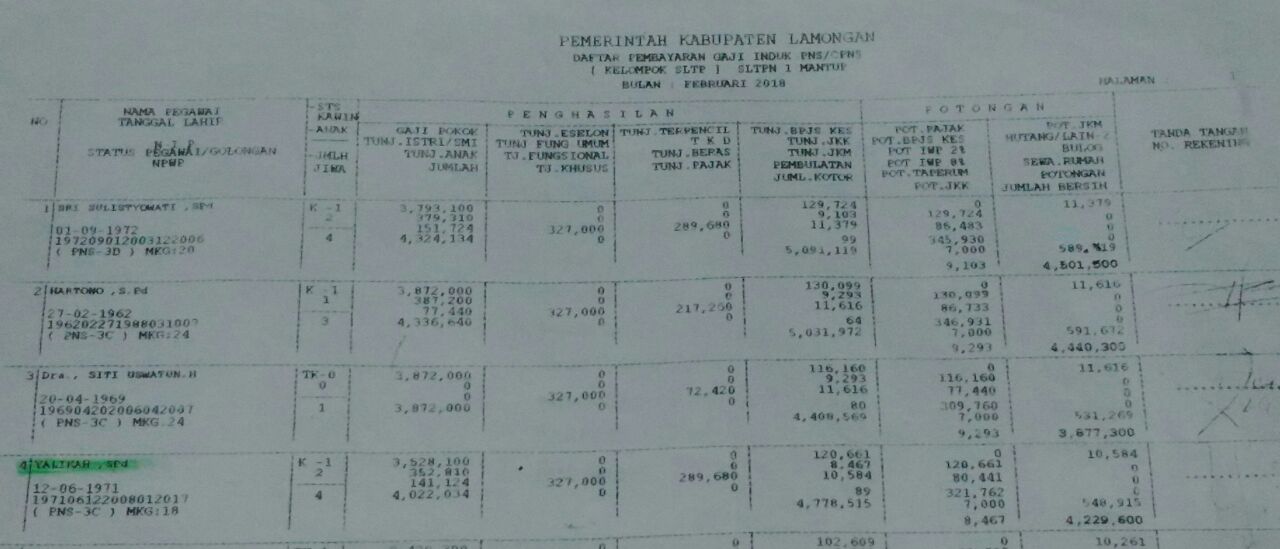 PEMERINTAH KABUPATEN LAMONGAN
DAFTAR PEMBAYARAN GAJI INDUK PNS/CPNS
( KELOMPOK SLTP ) SLTPN 1 MANTUP
BULAN : FEBRUARI 2018
HALAMAN : 1
NO NAMA PEGAWAI -STS PENGHASILAN POTONGAN
TANGGAL LAHIR KAWIN GAJI POKOK TUNJ.ESELON TUNJ.TERPENCIL TUNJ.BPJS KES POT.PAJAK POT.JKM TANDA TANGAN
N I P -ANAK TUNJ.ISTRI/SMI TUNJ FUNG UMUM T K D TUNJ.JKK POT.BPJS KES HUTANG/LAIN-2 NO. REKENING
STATUS PEGAWAI/GOLONGAN -JMLH TUNJ.ANAK TJ.FUNGSIONAL TUNJ.BERAS TUNJ.JKM POT IWP 2% BULOG
NPWP JIWA JUMLAH TJ.KHUSUS TUNJ.PAJAK PEMBULATAN POT IWP 8% SEWA.RUMAH
JUML.KOTOR POT.TAPERUM POTONGAN
POT.JKK JUMLAH BERSIH
1 SRI SULISTYOWATI ,SPd K -1 3,793,100 0 0 129,724 0 11,379
2 379,310 0 0 9,103 129,724 0
01-09-1972 151,724 327,000 289,680 11,379 86,483 0
197209012003122006 4 4,324,134 0 0 99 345,930 0
( PNS-3D ) MKG:20 5,091,119 7,000 589,619
9,103 4,501,500
2 HARTONO ,S.Pd K -1 3,872,000 0 0 130,099 0 11,616
1 387,200 0 0 9,293 130,099 0
27-02-1962 77,440 327,000 217,260 11,616 86,733 0
196202271988031007 3 4,336,640 0 0 64 346,931 0
( PNS-3C ) MKG:24 5,031,972 7,000 591,672
9,293 4,440,300
3 Dra., SITI USWATUN.H TK-0 3,872,000 0 0 116,160 0 11,616
0 0 0 0 9,293 116,160 0
20-04-1969 0 327,000 72,420 11,616 77,440 0
196904202006042007 1 3,872,000 0 0 80 309,760 0
( PNS-3C ) MKG.24 4,408,569 7,000 531,269
9,293 3,877,300
4 YALIKAH ,SPd K -1 3,528,100 0 0 120,661 0 10,584
2 352,810 0 0 8,467 120,661 0
12-06-1971 141,124 327,000 289,680 10,584 80,441 0
197106122008012017 4 4,022,034 0 0 89 321,762 0
( PNS-3C ) MKG:18 4,778,515 7,000 548,915
8,467 4,229,600
0 0 102,609 0 10,261